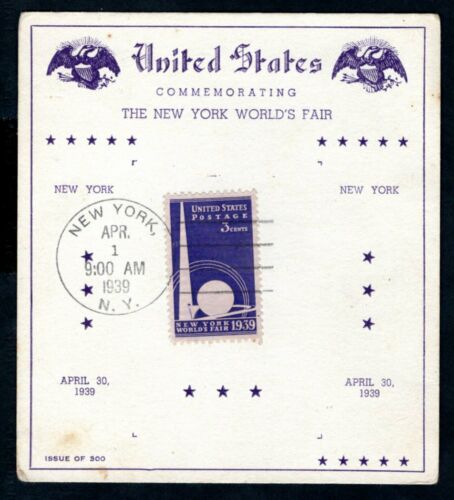 United States
COMMEMORATING
THE NEW YORK WORLD'S FAIR
NEW YORK
NEW YORK
NEW YORK,
APR.
1
9:00 AM
1939
N. Y.
UNITED STATES
POSTAGE
3 CENTS
NEW YORK
WORLD'S FAIR 1939
APRIL 30,
1939
APRIL 30,
1939
ISSUE OF 500